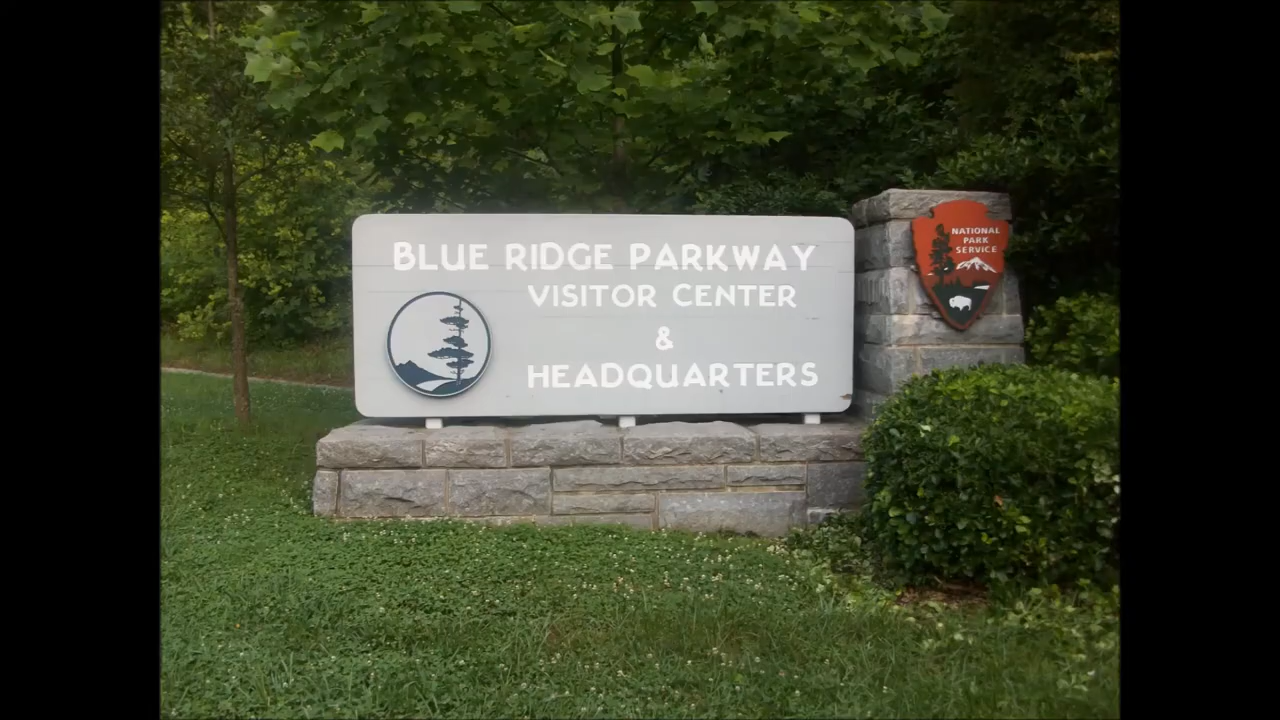 BLUE RIDGE PARKWAY
VISITOR CENTER
&
HEADQUARTERS
NATIONAL
PARK
SERVICE